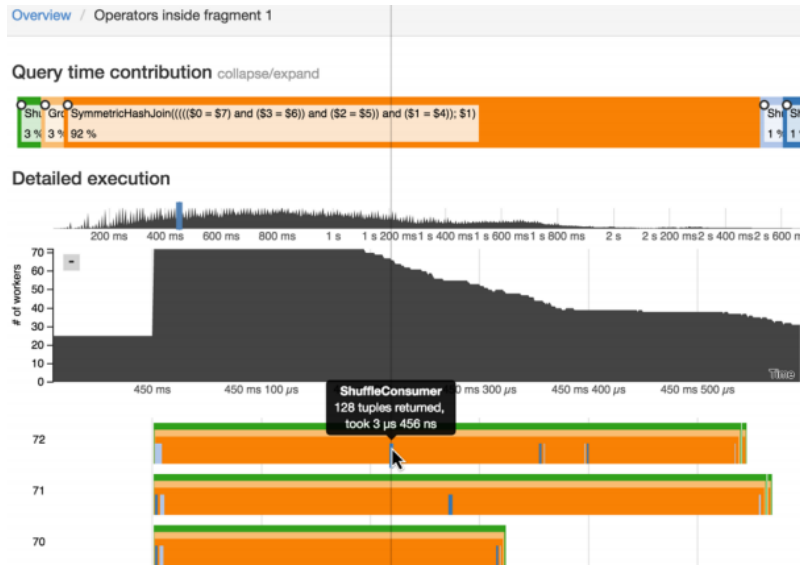 Overview / Operators inside fragment 1
Query time contribution collapse/expand
SymmetricHashJoin((((($0 = $7) and ($3 = $6)) and ($2 = $5)) and ($1 = $4)); $1)
3 % 3 % 92 % 1 % 1
Detailed execution
200 ms 400 ms 600 ms 800 ms 1 s 1 s 200 ms 1 s 400 ms 1 s 600 ms 1 s 800 ms 2 s 2 s 200 ms 2 s 400 ms 2 s 600 m
# of workers
70
-
60
50
40
30
20
10
Time
0
450 ms 450 ms 100 µs ms 300 µs 450 ms 400 µs 450 ms 500 µs
ShuffleConsumer
128 tuples returned,
took 3 µs 456 ns
72
71
70